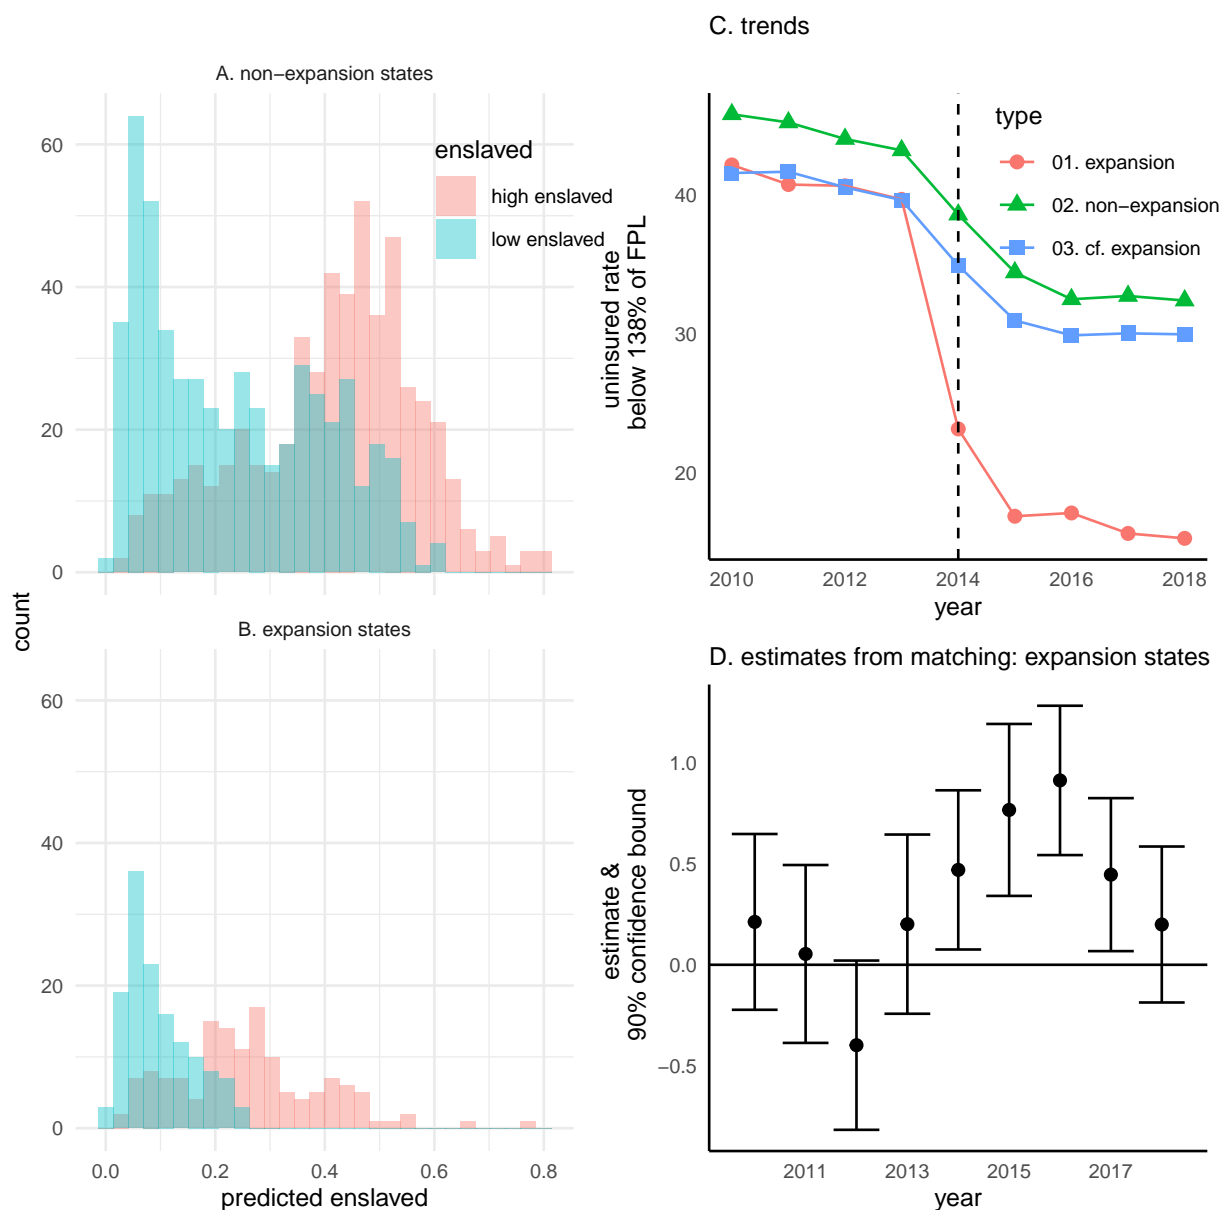 A. non−expansion states
60
40
20
0
enslaved
high enslaved
low enslaved
count
B. expansion states
60
40
20
0
0.0 0.2 0.4 0.6 0.8
predicted enslaved
C. trends
uninsured rate
below 138% of FPL
40
30
20
type
01. expansion
02. non−expansion
03. cf. expansion
2010 2012 2014 2016 2018
year
D. estimates from matching: expansion states
estimate &
90% confidence bound
1.0
0.5
0.0
−0.5
2011 2013 2015 2017
year